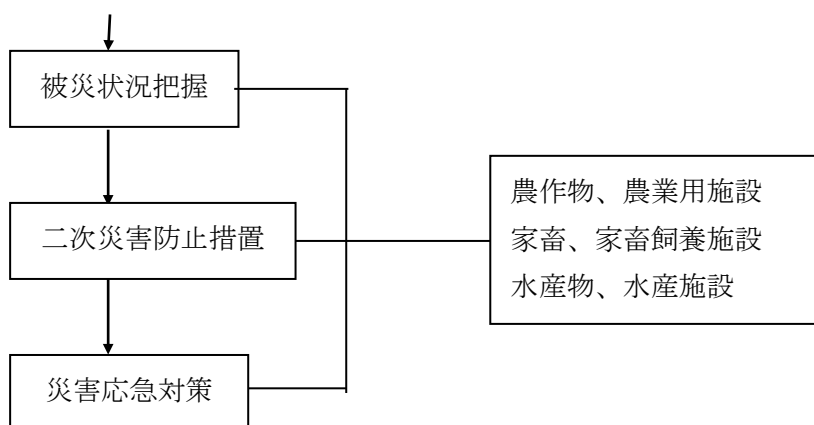 被災状況把握
二次災害防止措置
災害応急対策
農作物、農業用施設
家畜、家畜飼養施設
水産物、水産施設